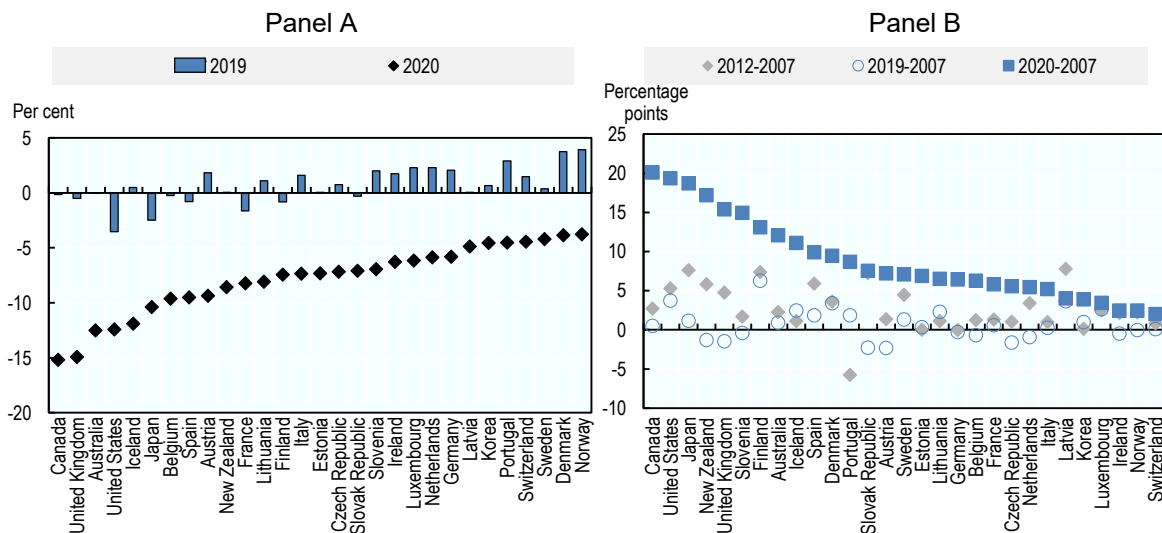 Panel A
2019
2020
Per cent
5
0
-5
-10
-15
-20
Canada
United Kingdom
Australia
United States
Iceland
Japan
Belgium
Spain
Austria
New Zealand
France
Lithuania
Finland
Italy
Estonia
Czech Republic
Slovak Republic
Slovenia
Ireland
Luxembourg
Netherlands
Germany
Latvia
Korea
Portugal
Switzerland
Sweden
Denmark
Norway
Panel B
2012-2007
2019-2007
2020-2007
Percentage
points
25
20
15
10
5
0
-5
-10
Canada
United States
Japan
New Zealand
United Kingdom
Slovenia
Finland
Australia
Iceland
Spain
Denmark
Portugal
Slovak Republic
Austria
Sweden
Estonia
Lithuania
Germany
Belgium
France
Czech Republic
Netherlands
Italy
Latvia
Korea
Luxembourg
Ireland
Norway
Switzerland